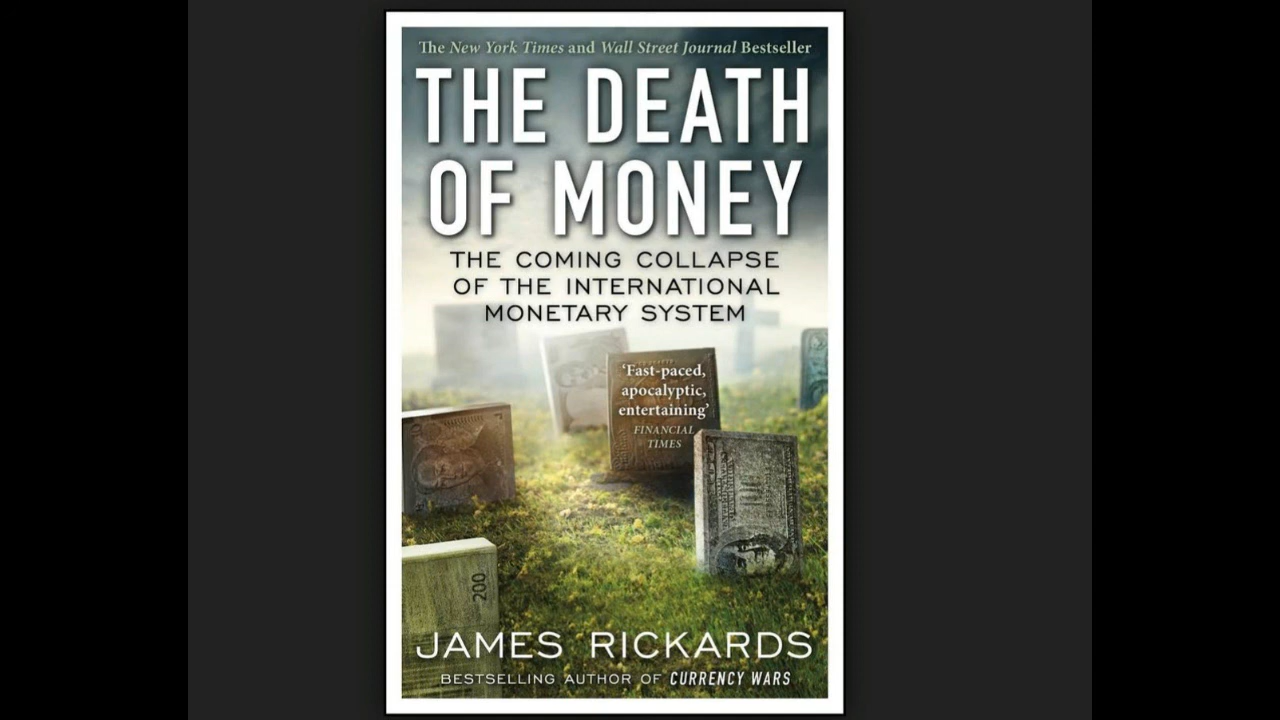 The New York Times and Wall Street Journal Bestseller
THE DEATH
OF MONEY
THE COMING COLLAPSE
OF THE INTERNATIONAL
MONETARY SYSTEM
'Fast-paced,
apocalyptic,
entertaining'
FINANCIAL
TIMES
100
200
JAMES RICKARDS
BESTSELLING AUTHOR OF CURRENCY WARS